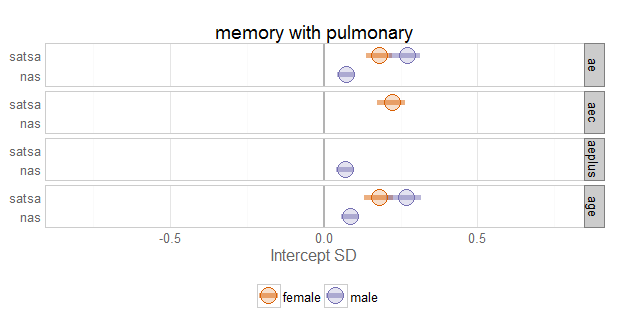 memory with pulmonary
satsa
nas
ae
satsa
nas
aec
satsa
nas
aeplus
satsa
nas
age
-0.5 0.0 0.5
Intercept SD
female male